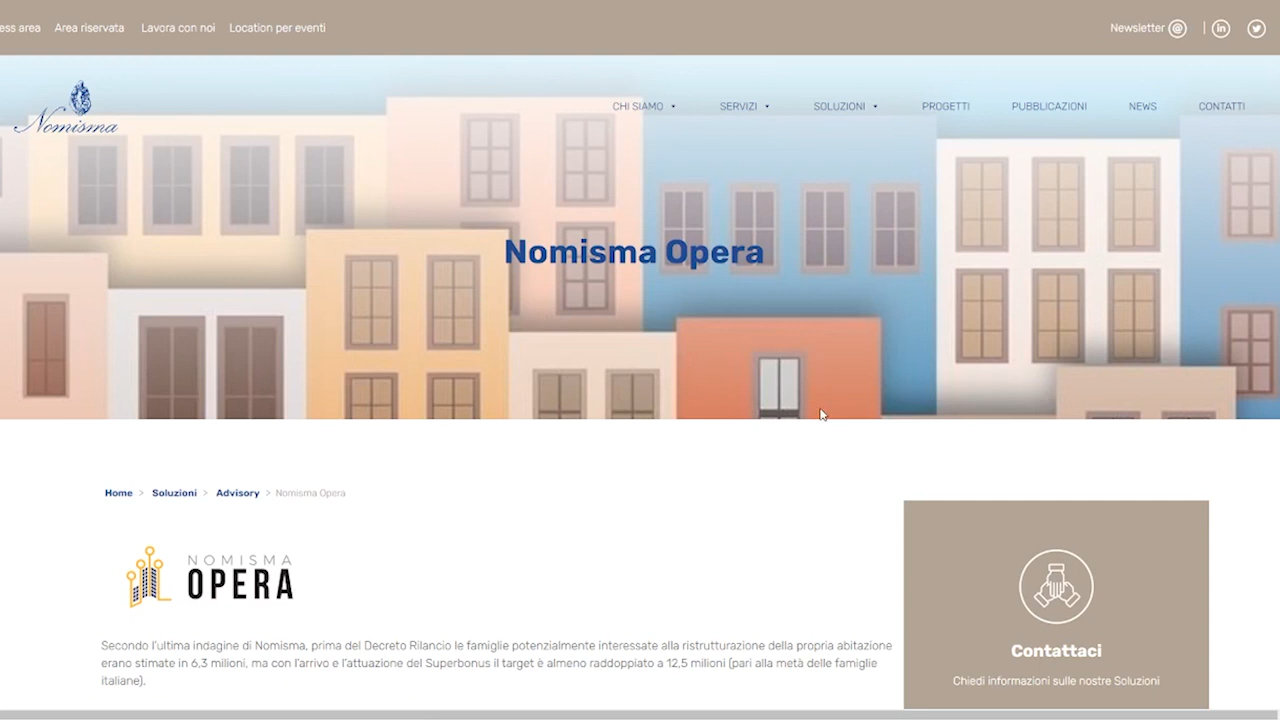 ess area Area riservata Lavora con noi Location per eventi Newsletter
Nomisma CHI SIAMO SERVIZI SOLUZIONI PROGETTI PUBBLICAZIONI NEWS CONTATTI
Nomisma Opera
Home > Soluzioni > Advisory > Nomisma Opera
NOMISMA
OPERA
Secondo l'ultima indagine di Nomisma, prima del Decreto Rilancio le famiglie potenzialmente interessate alla ristrutturazione della propria abitazione
erano stimate in 6,3 milioni, ma con l'arrivo e l'attuazione del Superbonus il target è almeno raddoppiato a 12,5 milioni (pari alla metà delle famiglie
italiane).
Contattaci
Chiedi informazioni sulle nostre Soluzioni